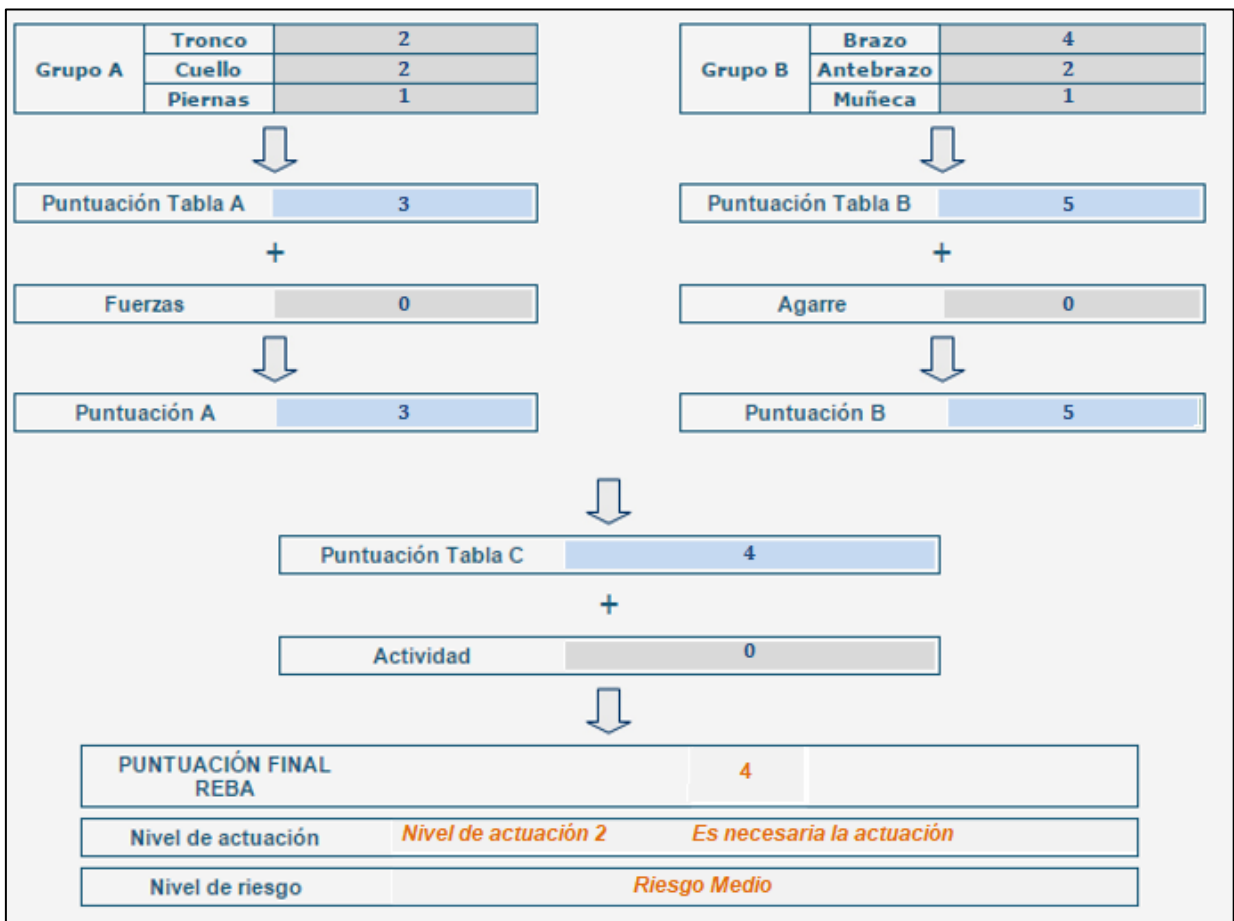 Grupo A
Tronco 2
Cuello 2
Piernas 1
Grupo B
Brazo 4
Antebrazo 2
Muñeca 1
Puntuación Tabla A 3
Puntuación Tabla B 5
+
+
Fuerzas 0
Agarre 0
Puntuación A 3
Puntuación B 5
Puntuación Tabla C 4
+
Actividad 0
PUNTUACIÓN FINAL
REBA
4
Nivel de actuación Nivel de actuación 2 Es necesaria la actuación
Nivel de riesgo Riesgo Medio